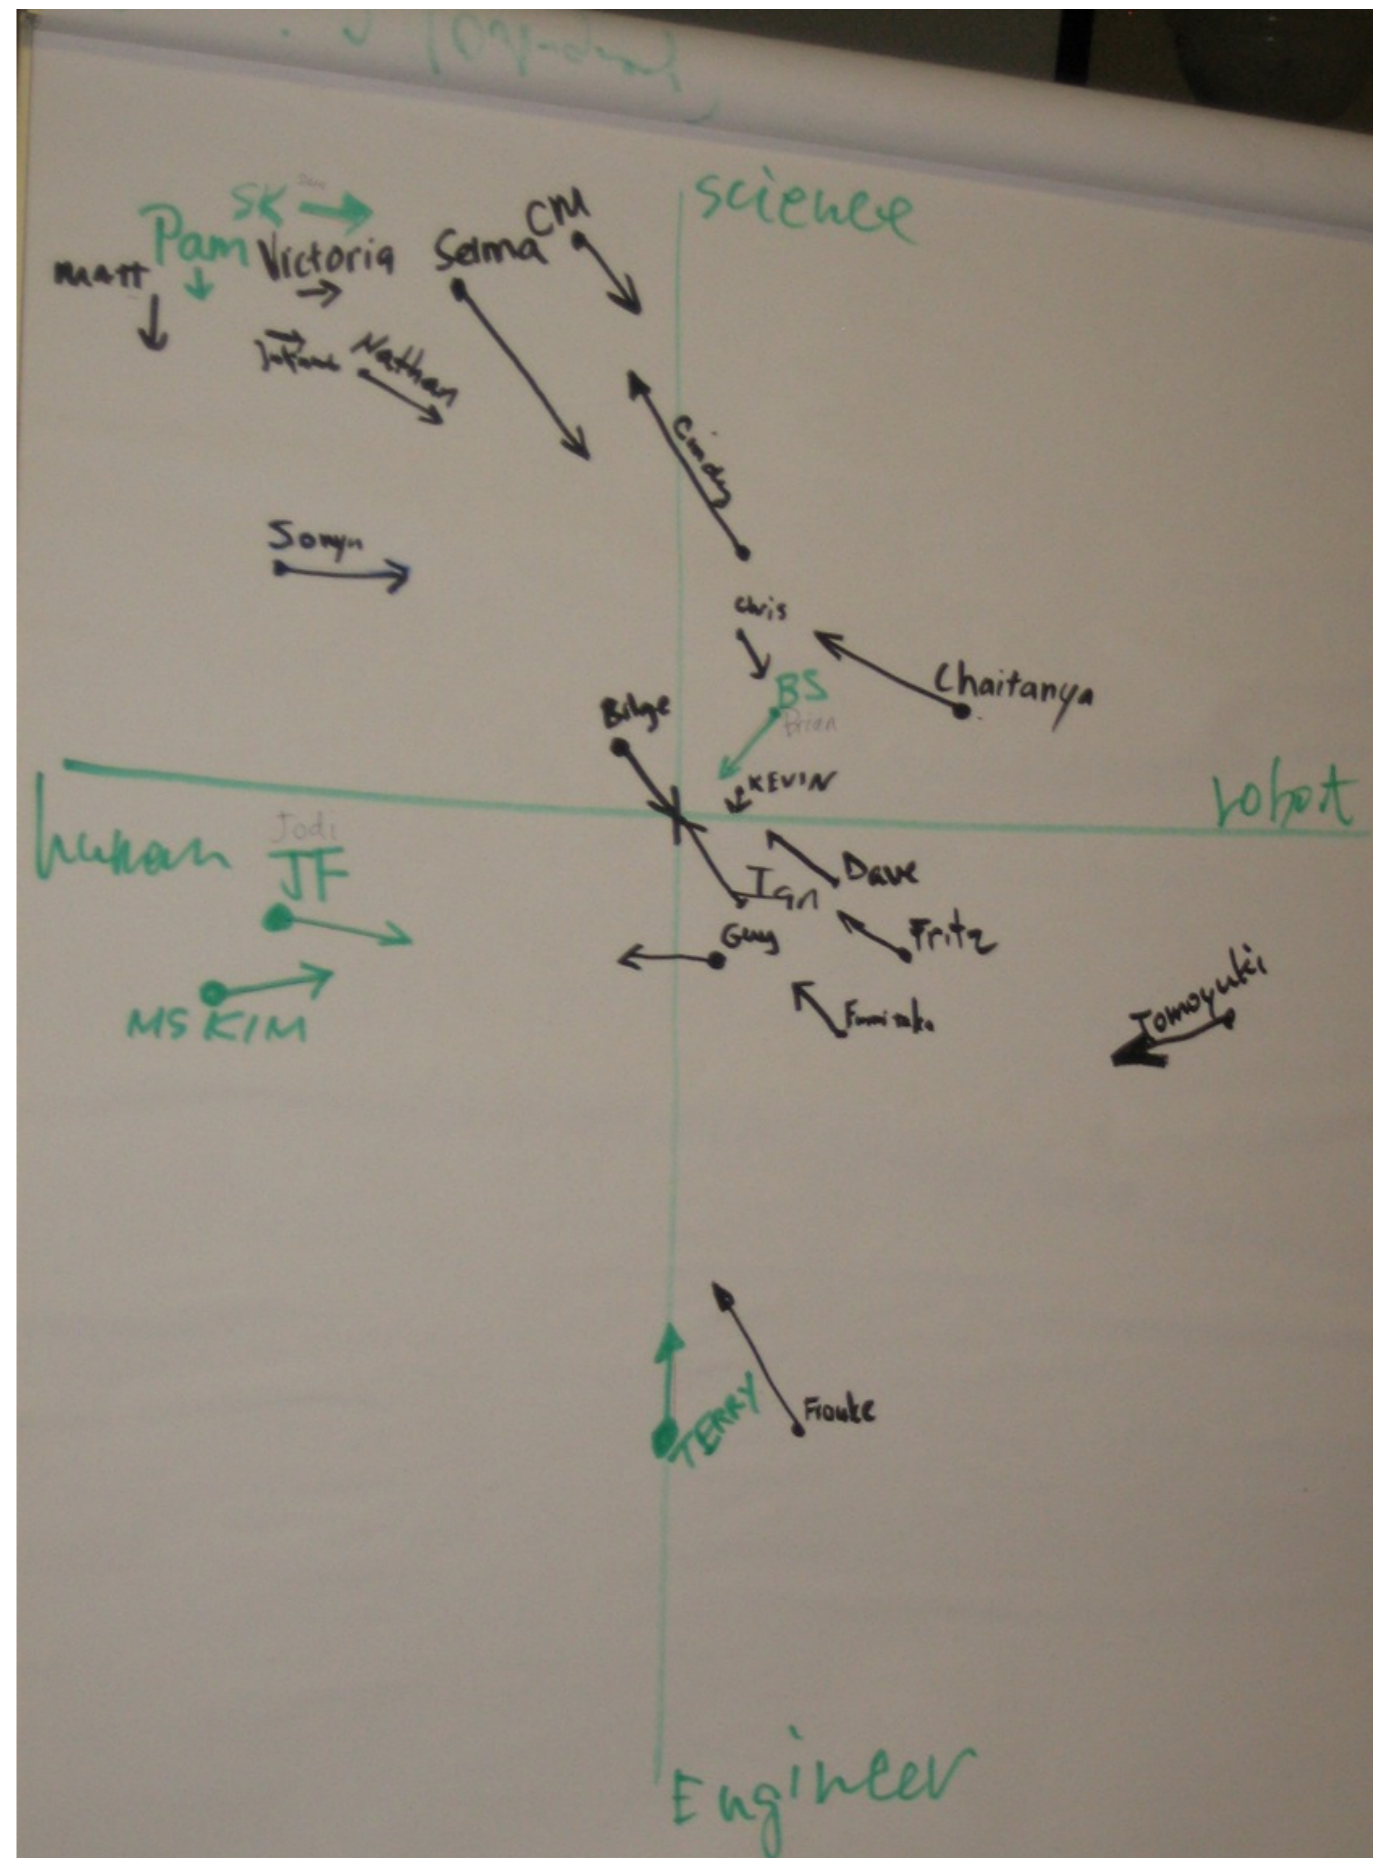 science
SK
CM
Pam
Victoria
Selma
MATT
Nathan
Cindy
Sonya
Chris
BS
Brian
Chaitanya
Bilge
KEVIN
robot
human
Jodi
JF
Dave
Ian
Guy
Fritz
MS KIM
Tomoyuki
TERRY
Frauke
Engineer